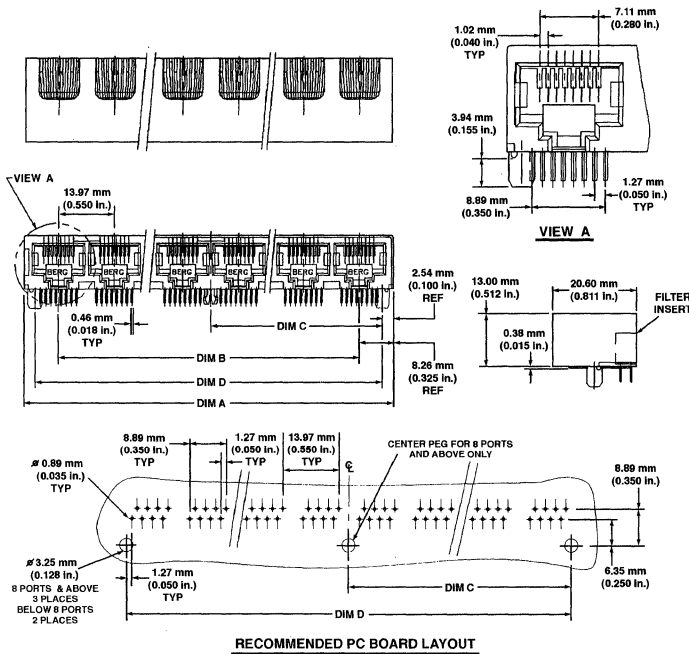 7.11 mm
(0.280 in.)
1.02 mm
(0.040 in.)
TYP
3.94 mm
(0.155 in.)
8.89 mm
(0.350 in.)
1.27 mm
(0.050 in.)
TYP
VIEW A
VIEW A
13.97 mm
(0.550 in.)
BERG
BERG
BERG
BERG
BERG
BERG
0.46 mm
(0.018 in.)
TYP
DIM C
DIM B
DIM D
DIM A
2.54 mm
(0.100 in.)
REF
8.26 mm
(0.325 in.)
REF
13.00 mm
(0.512 in.)
20.60 mm
(0.811 in.)
FILTER
INSERT
0.38 mm
(0.015 in.)
8.89 mm
(0.350 in.)
TYP
1.27 mm
(0.050 in.)
TYP
13.97 mm
(0.550 in.)
TYP
CENTER PEG FOR 8 PORTS
AND ABOVE ONLY
℄
ø 0.89 mm
(0.035 in.)
TYP
8.89 mm
(0.350 in.)
6.35 mm
(0.250 in.)
ø 3.25 mm
(0.128 in.)
8 PORTS & ABOVE
3 PLACES
BELOW 8 PORTS
2 PLACES
1.27 mm
(0.050 in.)
TYP
DIM C
DIM D
RECOMMENDED PC BOARD LAYOUT